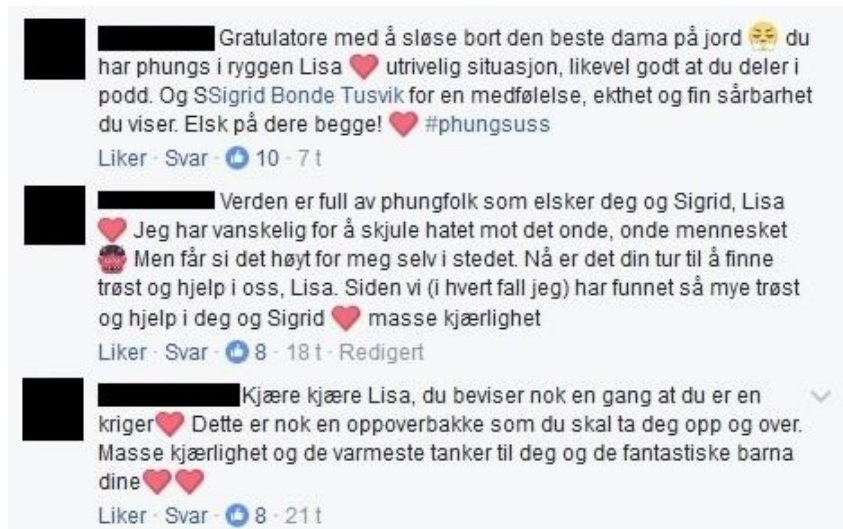 Gratulatore med å sløse bort den beste dama på jord 😤 du
har phungs i ryggen Lisa ❤ utrivelig situasjon, likevel godt at du deler i
podd. Og SSigrid Bonde Tusvik for en medfølelse, ekthet og fin sårbarhet
du viser. Elsk på dere begge! ❤ #phungsuss
Liker · Svar · 10 · 7 t
Verden er full av phungfolk som elsker deg og Sigrid, Lisa
❤ Jeg har vanskelig for å skjule hatet mot det onde, onde mennesket
👹 Men får si det høyt for meg selv i stedet. Nå er det din tur til å finne
trøst og hjelp i oss, Lisa. Siden vi (i hvert fall jeg) har funnet så mye trøst
og hjelp i deg og Sigrid ❤ masse kjærlighet
Liker · Svar · 8 · 18 t · Redigert
Kjære kjære Lisa, du beviser nok en gang at du er en
kriger❤ Dette er nok en oppoverbakke som du skal ta deg opp og over.
Masse kjærlighet og de varmeste tanker til deg og de fantastiske barna
dine❤❤
Liker · Svar · 8 · 21 t